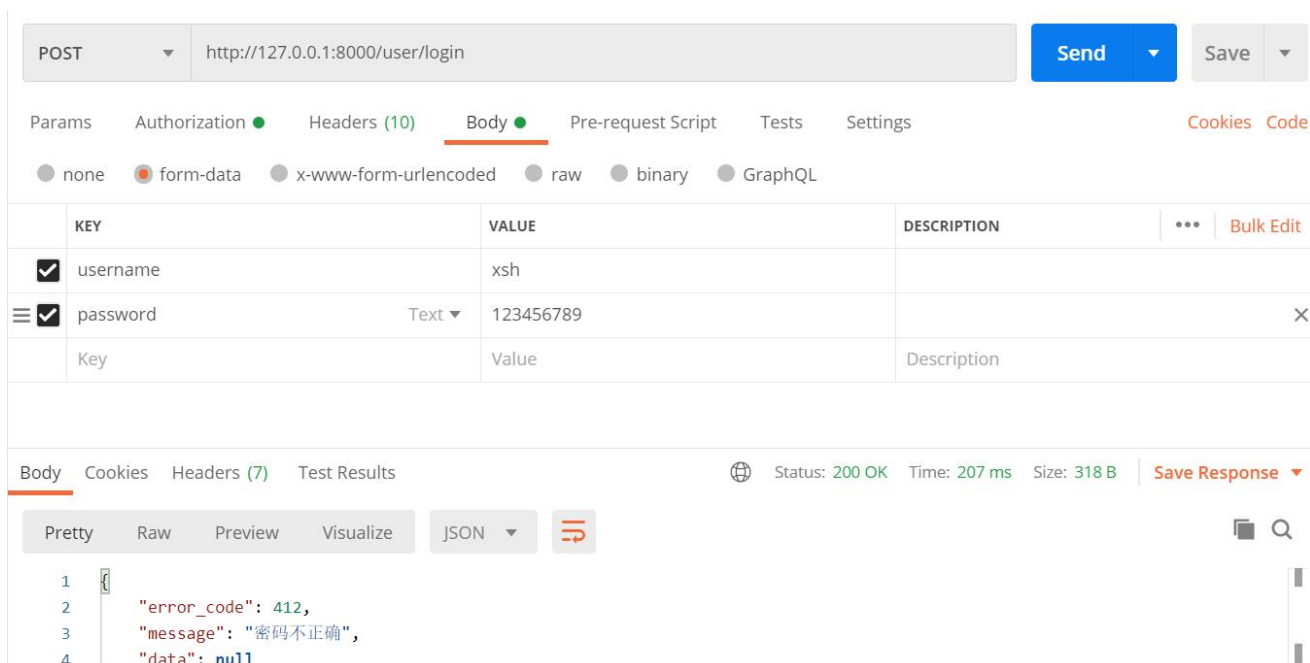 POST http://127.0.0.1:8000/user/login Send Save
Params Authorization Headers (10) Body Pre-request Script Tests Settings Cookies Code
none form-data x-www-form-urlencoded raw binary GraphQL
KEY VALUE DESCRIPTION ••• Bulk Edit
username xsh
password Text 123456789
Key Value Description
Body Cookies Headers (7) Test Results Status: 200 OK Time: 207 ms Size: 318 B Save Response
Pretty Raw Preview Visualize JSON
1 {
2 "error_code": 412,
3 "message": "密码不正确",
4 "data": null